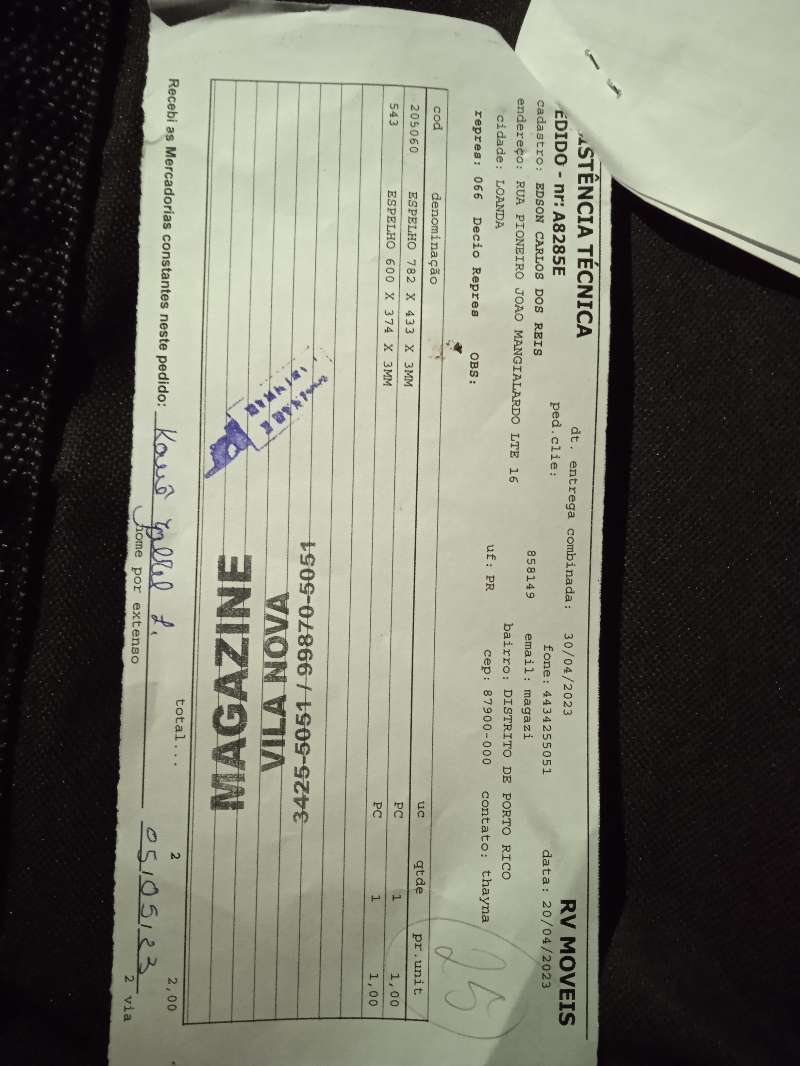 ISTÊNCIA TÉCNICA RV MOVEIS
EDIDO - nr: A8285E dt. entrega combinada: 30/04/2023 data: 20/04/2023
cadastro: EDSON CARLOS DOS REIS ped.clie: fone: 4434255051
endereço: RUA PIONEIRO JOAO MANGIALARDO LTE 16 858149 email: magazi
cidade: LOANDA uf: PR bairro: DISTRITO DE PORTO RICO
cep: 87900-000 contato: thayna
repres: 066 Decio Repres OBS:
25
cod denominação uc qtde pr.unit
205060 ESPELHO 782 X 433 X 3MM PC 1 1,00
543 ESPELHO 600 X 374 X 3MM PC 1 1,00
3425-5051 / 99870-5051
VILA NOVA
MAGAZINE
total... 2 2,00
Recebi as Mercadorias constantes neste pedido: 05/05/23
nome por extenso 2 via